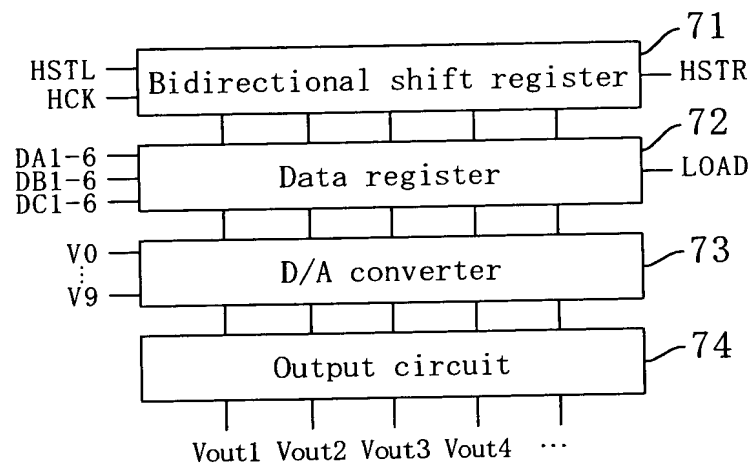 71
HSTL
HCK
Bidirectional shift register
HSTR
72
DA1-6
DB1-6
DC1-6
Data register
LOAD
73
V0
⋮
V9
D/A converter
74
Output circuit
Vout1 Vout2 Vout3 Vout4 ...